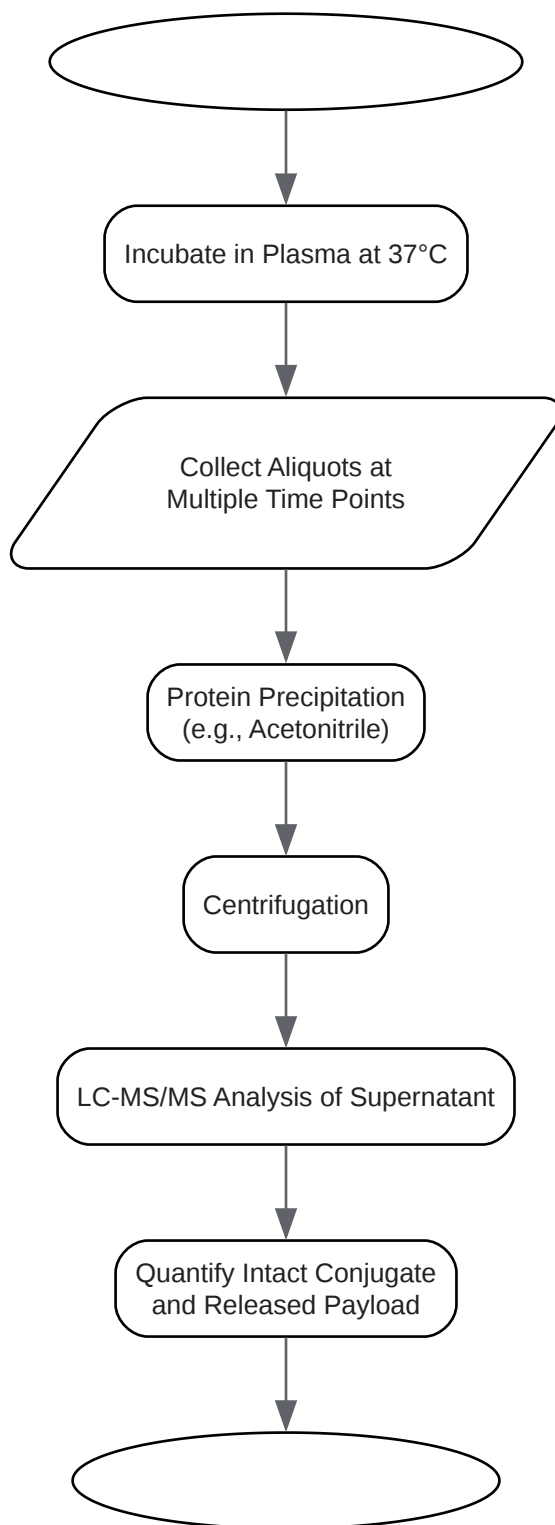 Incubate in Plasma at 37°C
Collect Aliquots at
Multiple Time Points
Protein Precipitation
(e.g., Acetonitrile)
Centrifugation
LC-MS/MS Analysis of Supernatant
Quantify Intact Conjugate
and Released Payload